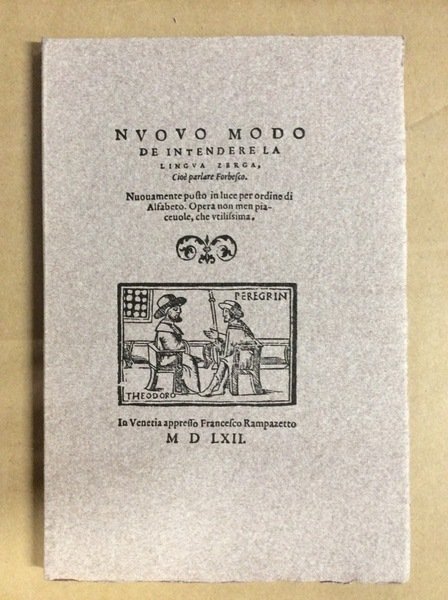 NVOVO MODO
DE INTENDERE LA
LINGVA ZERGA,
Cioè parlare Forbesco.
Nuouamente posto in luce per ordine di
Alfabeto. Opera non men pia-
ceuole, che vtilissima.
PEREGRIN
THEODORO
In Venetia appresso Francesco Rampazetto
M D LXII.